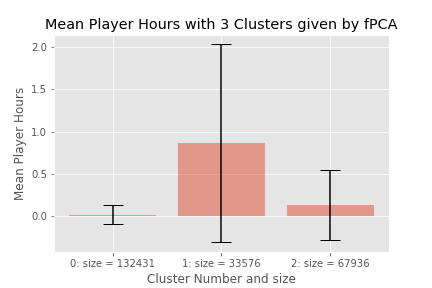 Mean Player Hours with 3 Clusters given by fPCA
2.0
1.5
1.0
0.5
0.0
Mean Player Hours
0: size = 132431 1: size = 33576 2: size = 67936
Cluster Number and size